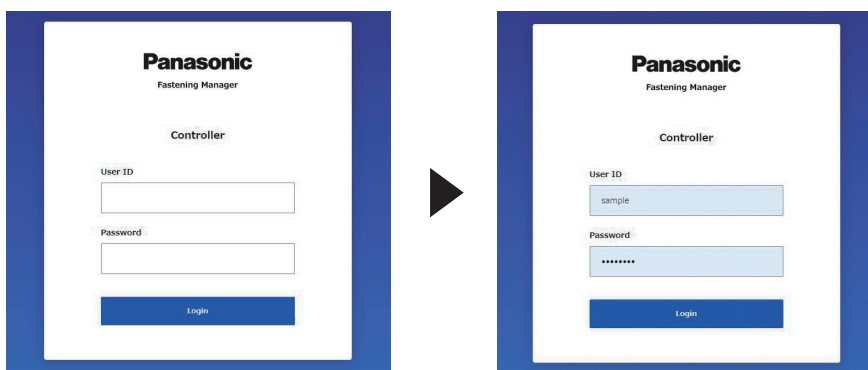 Panasonic
Fastening Manager
Controller
User ID
Password
Login
Panasonic
Fastening Manager
Controller
User ID
sample
Password
••••••••
Login